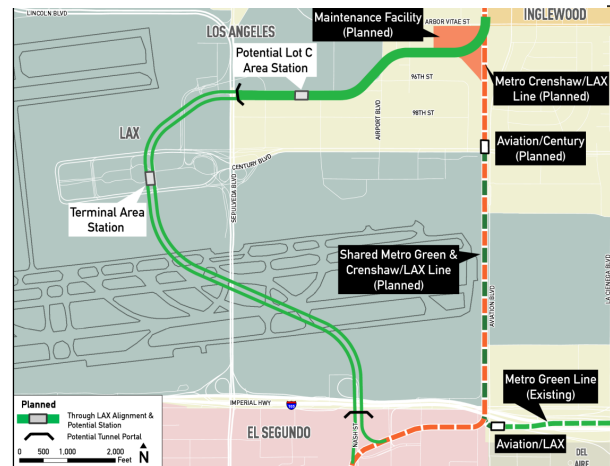 LINCOLN BLVD
LOS ANGELES
Maintenance Facility
(Planned)
ARBOR VITAE ST
INGLEWOOD
Potential Lot C
Area Station
96TH ST
Metro Crenshaw/LAX
Line (Planned)
AIRPORT BLVD
98TH ST
LAX
Aviation/Century
(Planned)
CENTURY BLVD
SEPULVEDA BLVD
Terminal Area
Station
Shared Metro Green &
Crenshaw/LAX Line
(Planned)
AVIATION BLVD
LA CIENEGA BLVD
Metro Green Line
(Existing)
IMPERIAL HWY
105
EL SEGUNDO
NASH ST
Aviation/LAX
DEL
AIRE
Planned
Through LAX Alignment &
Potential Station
Potential Tunnel Portal
0 500 1,000 2,000
Feet
N